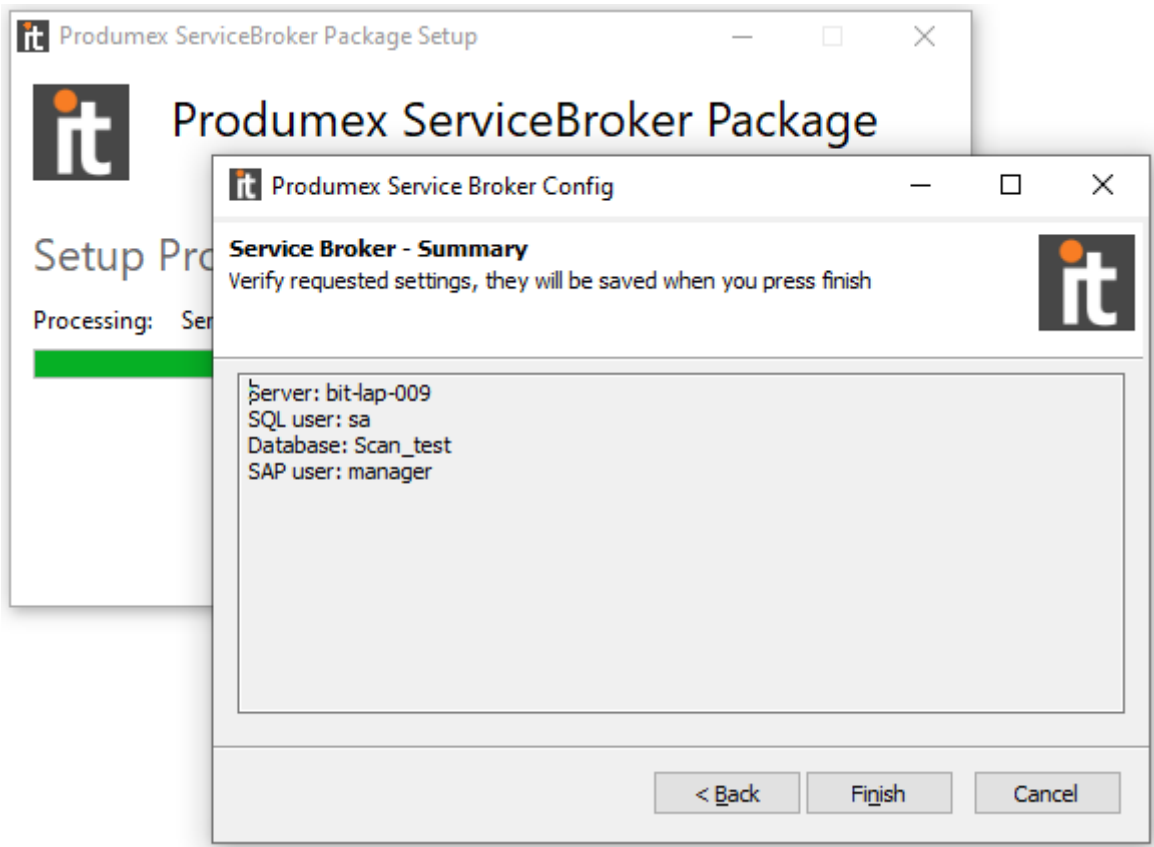 it Produmex ServiceBroker Package Setup
it Produmex ServiceBroker Package
Setup Pro
Processing: Ser
it Produmex Service Broker Config
Service Broker - Summary
Verify requested settings, they will be saved when you press finish
it
Server: bit-lap-009
SQL user: sa
Database: Scan_test
SAP user: manager
< Back Finish Cancel